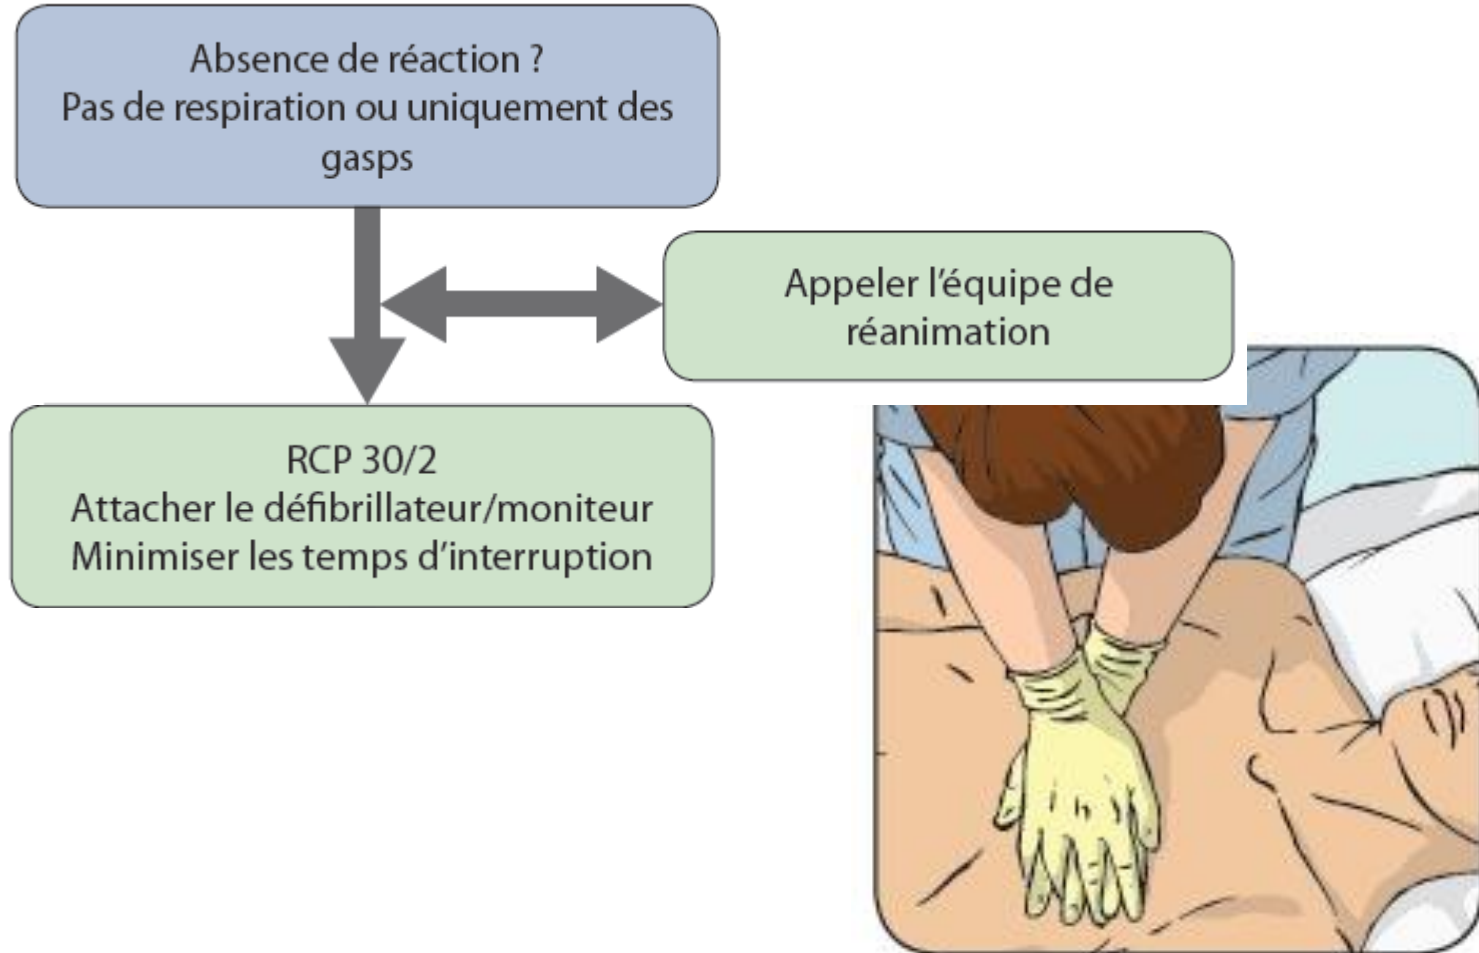 Absence de réaction ?
Pas de respiration ou uniquement des
gasps
Appeler l’équipe de
réanimation
RCP 30/2
Attacher le défibrillateur/moniteur
Minimiser les temps d’interruption